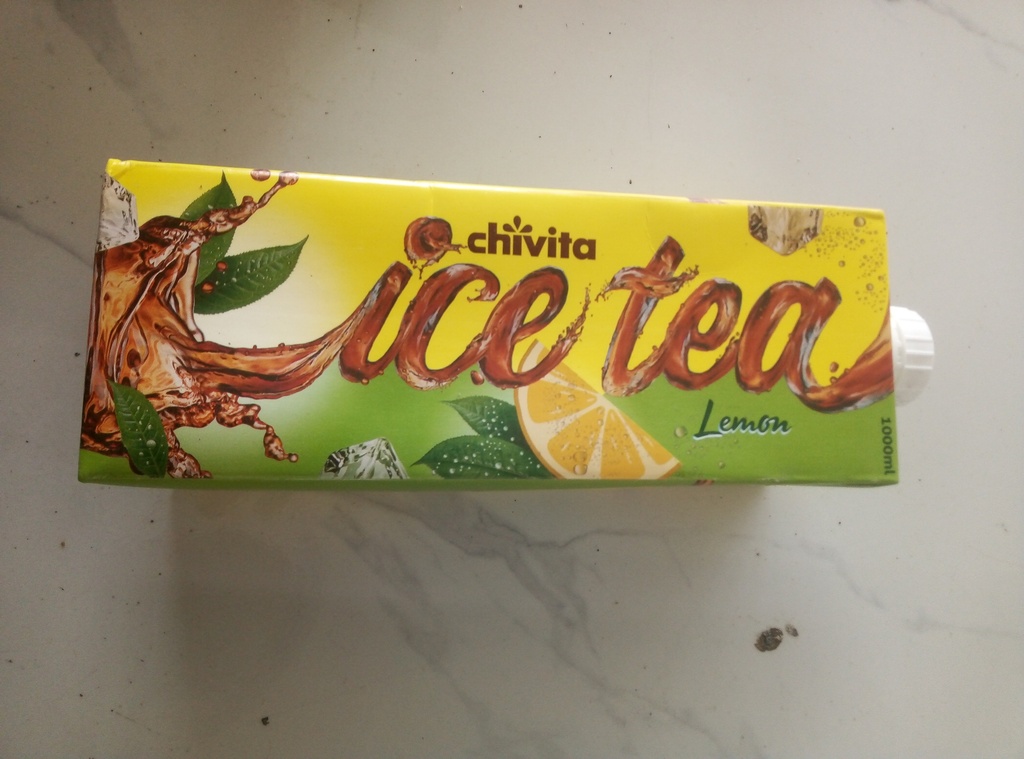 chivita
ice tea
Lemon
1000ml